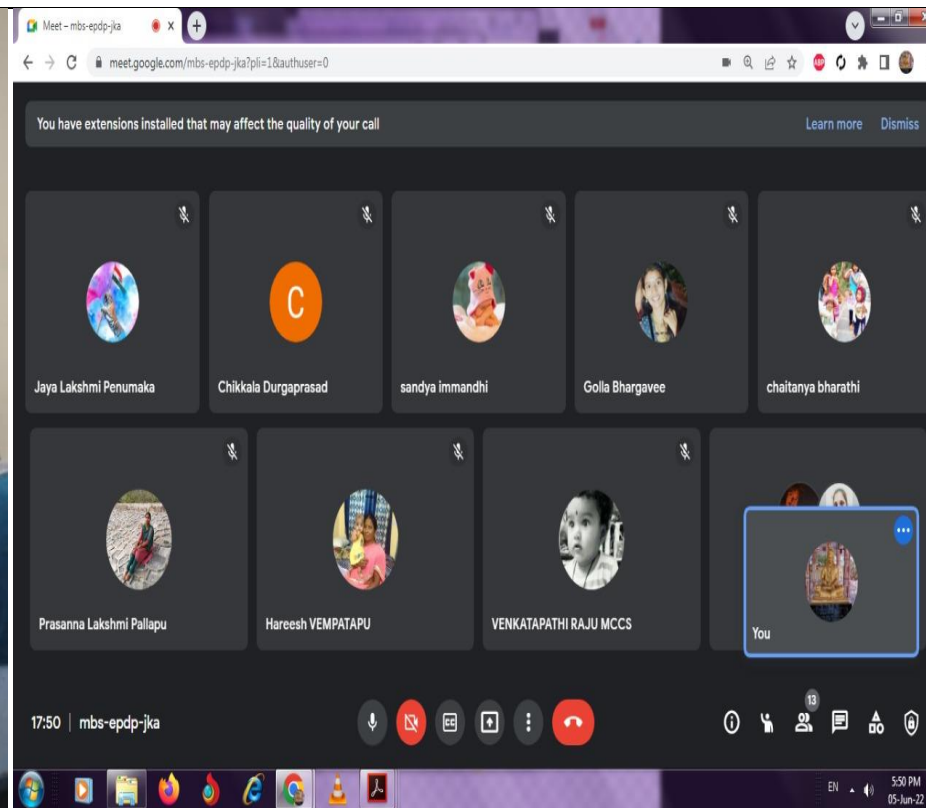 Meet – mbs-epdp-jka
meet.google.com/mbs-epdp-jka?pli=1&authuser=0
ABP
You have extensions installed that may affect the quality of your call
Learn more Dismiss
C
Jaya Lakshmi Penumaka
Chikkala Durgaprasad
sandya immandhi
Golla Bhargavee
chaitanya bharathi
Prasanna Lakshmi Pallapu
Hareesh VEMPATAPU
VENKATAPATHI RAJU MCCS
You
17:50 | mbs-epdp-jka
CC
13
EN
5:50 PM
05-Jun-22